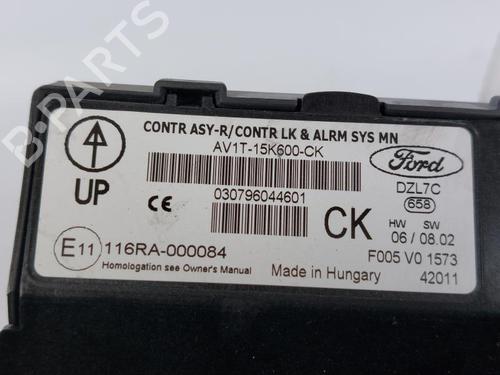 B-PARTS
CONTR ASY-R/CONTR LK & ALRM SYS MN
AV1T-15K600-CK
Ford
UP
CE
030796044601
CK
DZL7C
658
HW SW
06 / 08.02
E11 116RA-000084
Homologation see Owner's Manual
Made in Hungary
F005 V0 1573
42011